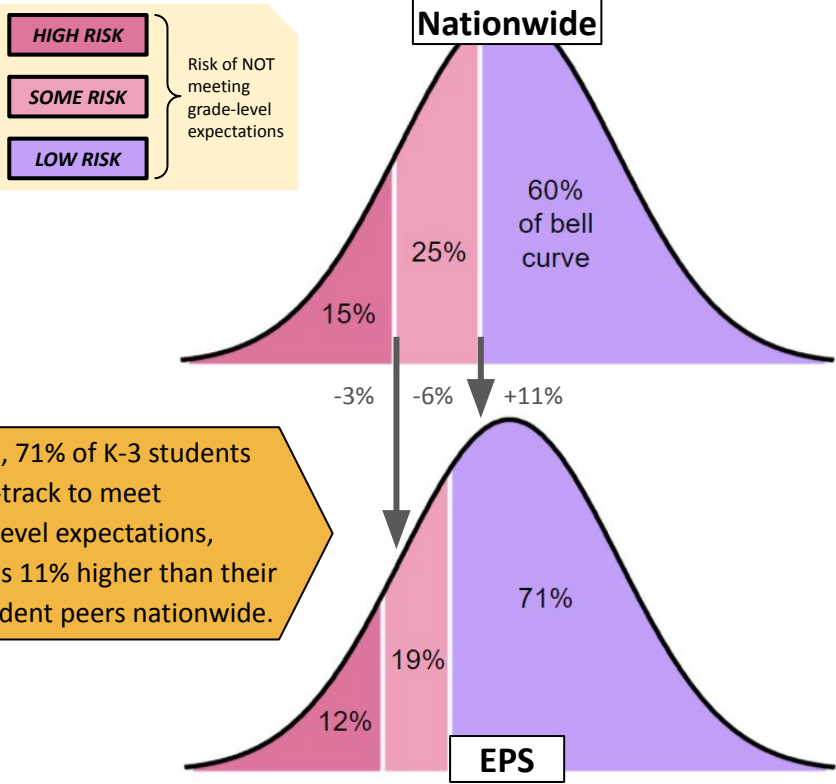 Nationwide
HIGH RISK
SOME RISK
LOW RISK
Risk of NOT
meeting
grade-level
expectations
60%
of bell
curve
25%
15%
-3%
-6%
+11%
, 71% of K-3 students
-track to meet
level expectations,
s 11% higher than their
dent peers nationwide.
71%
19%
12%
EPS